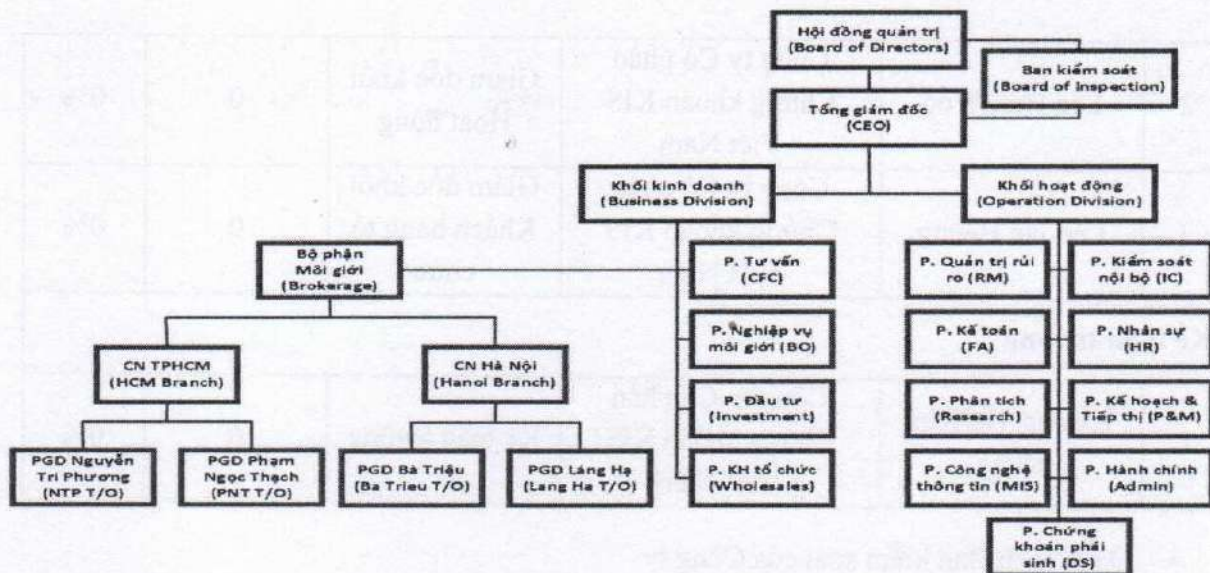 Hội đồng quản trị
(Board of Directors)
Ban kiểm soát
(Board of Inspection)
Tổng giám đốc
(CEO)
Khối kinh doanh
(Business Division)
Khối hoạt động
(Operation Division)
Bộ phận
Môi giới
(Brokerage)
CN TPHCM
(HCM Branch)
CN Hà Nội
(Hanoi Branch)
PGD Nguyễn
Tri Phương
(NTP T/O)
PGD Phạm
Ngọc Thạch
(PNT T/O)
PGD Bà Triệu
(Ba Trieu T/O)
PGD Láng Hạ
(Lang Ha T/O)
P. Tư vấn
(CFC)
P. Nghiệp vụ
môi giới (BO)
P. Đầu tư
(Investment)
P. KH tổ chức
(Wholesales)
P. Quản trị rủi
ro (RM)
P. Kiểm soát
nội bộ (IC)
P. Kế toán
(FA)
P. Nhân sự
(HR)
P. Phân tích
(Research)
P. Kế hoạch &
Tiếp thị (P&M)
P. Công nghệ
thông tin (MIS)
P. Hành chính
(Admin)
P. Chứng
khoán phái
sinh (DS)